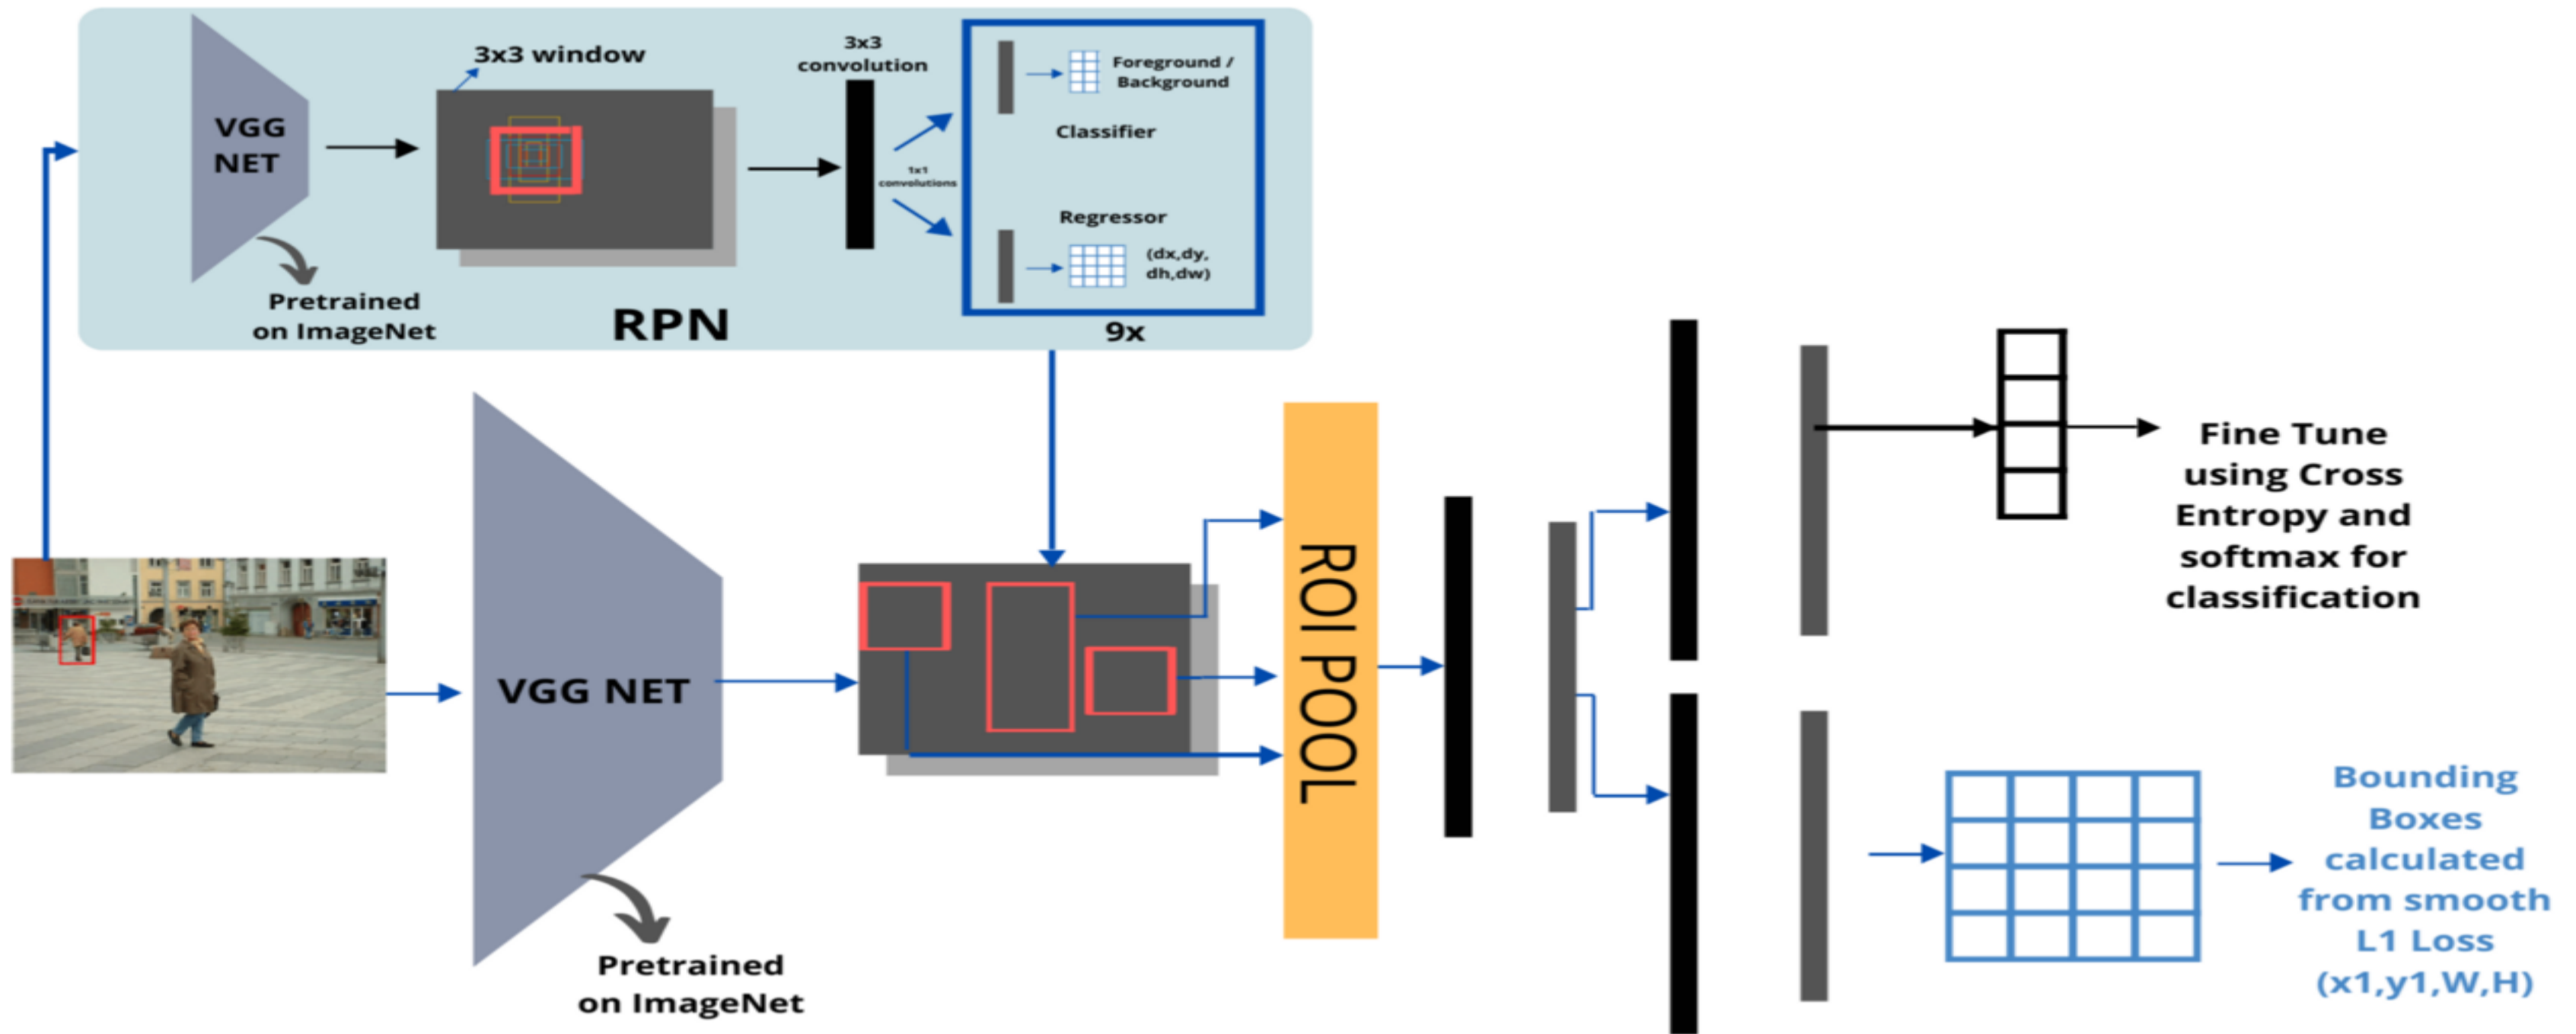 VGG
NET
Pretrained
on ImageNet
3x3 window
3x3
convolution
1x1
convolutions
Foreground /
Background
Classifier
Regressor
(dx,dy,
dh,dw)
RPN
9x
VGG NET
Pretrained
on ImageNet
ROI POOL
Fine Tune
using Cross
Entropy and
softmax for
classification
Bounding
Boxes
calculated
from smooth
L1 Loss
(x1,y1,W,H)